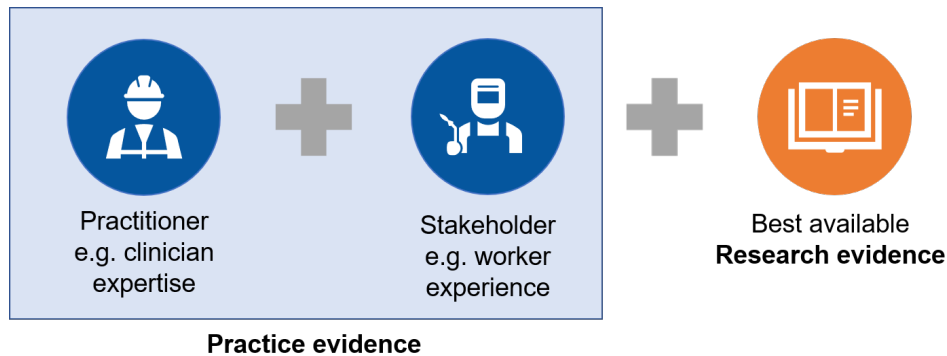 Practitioner
e.g. clinician
expertise
Stakeholder
e.g. worker
experience
Best available
Research evidence
Practice evidence